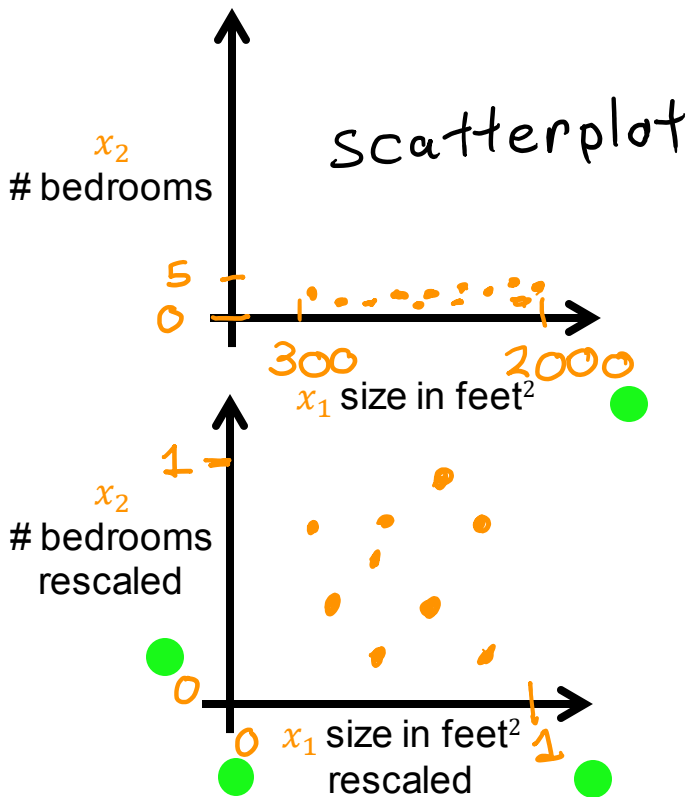 scatterplot
x₂
# bedrooms
5
0
300 2000
x₁ size in feet²
1
x₂
# bedrooms
rescaled
0
0 x₁ size in feet² 1
rescaled